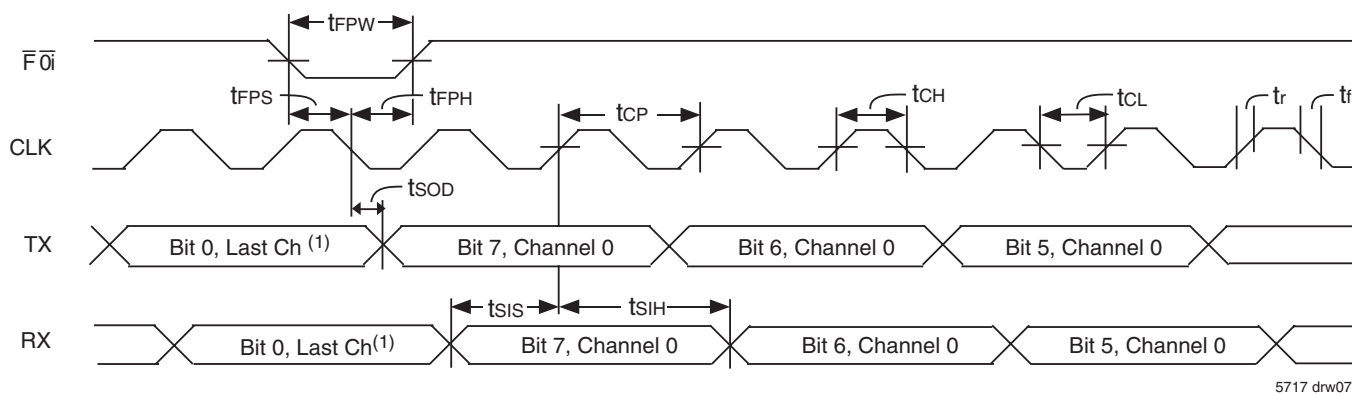 tFPW
F0i
tFPS
tFPH
tCP
tCH
tCL
tr
tf
CLK
tSOD
TX
Bit 0, Last Ch (1)
Bit 7, Channel 0
Bit 6, Channel 0
Bit 5, Channel 0
tSIS
tSIH
RX
Bit 0, Last Ch(1)
Bit 7, Channel 0
Bit 6, Channel 0
Bit 5, Channel 0
5717 drw07